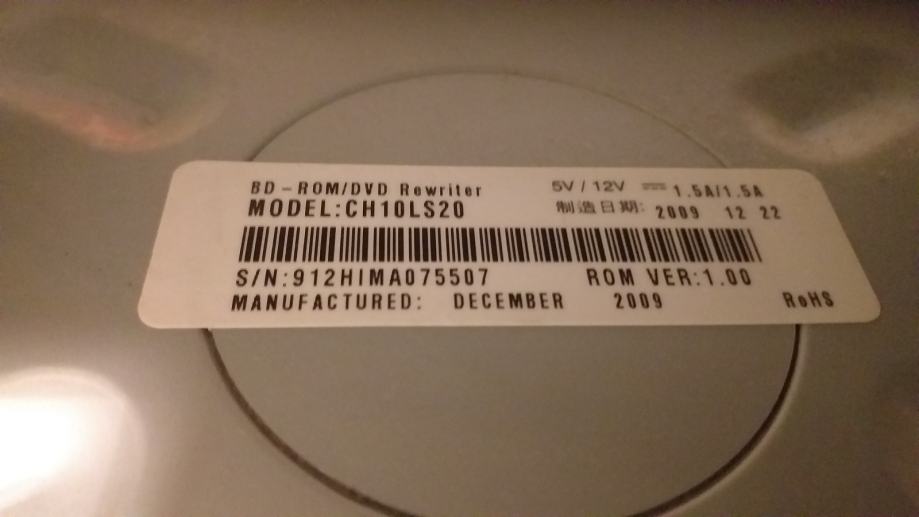 BD-ROM/DVD Rewriter 5V / 12V ⎓ 1.5A/1.5A
MODEL:CH10LS20 制造日期: 2009 12 22
S/N:912HIMA075507 ROM VER:1.00
MANUFACTURED: DECEMBER 2009 RoHS